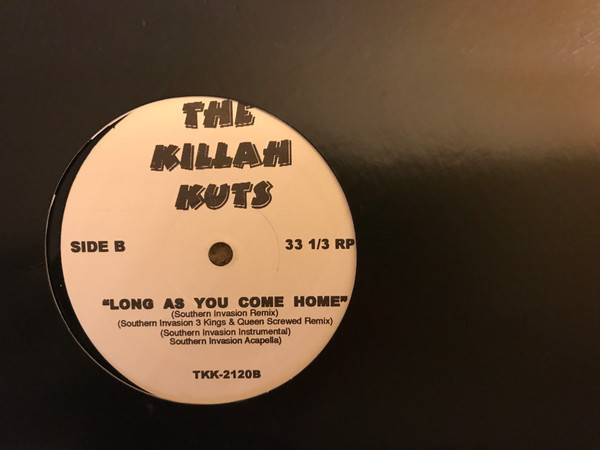 THE
KILLAH
KUTS
SIDE B 33 1/3 RP
“LONG AS YOU COME HOME”
(Southern Invasion Remix)
(Southern Invasion 3 Kings & Queen Screwed Remix)
(Southern Invasion Instrumental)
Southern Invasion Acapella)
TKK-2120B